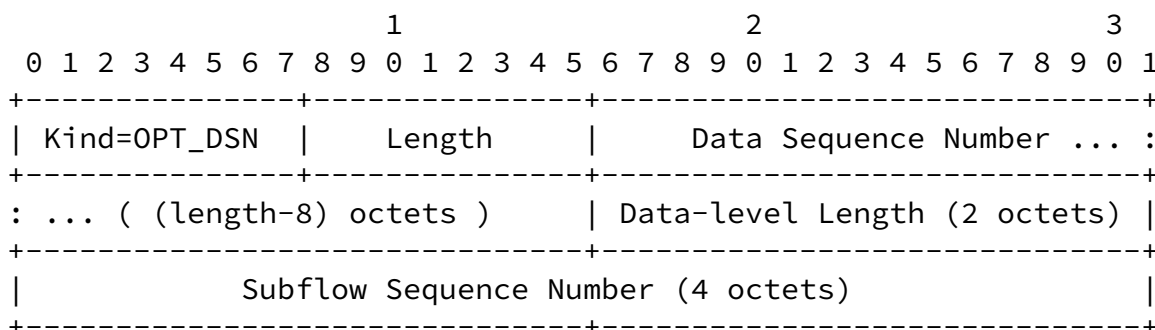 1                   2                   3
 0 1 2 3 4 5 6 7 8 9 0 1 2 3 4 5 6 7 8 9 0 1 2 3 4 5 6 7 8 9 0 1
+---------------+---------------+-------------------------------+
| Kind=OPT_DSN  |    Length     |     Data Sequence Number ... :
+---------------+---------------+-------------------------------+
: ... ( (length-8) octets )     | Data-level Length (2 octets) |
+-------------------------------+-------------------------------+
|            Subflow Sequence Number (4 octets)                |
+-------------------------------+-------------------------------+